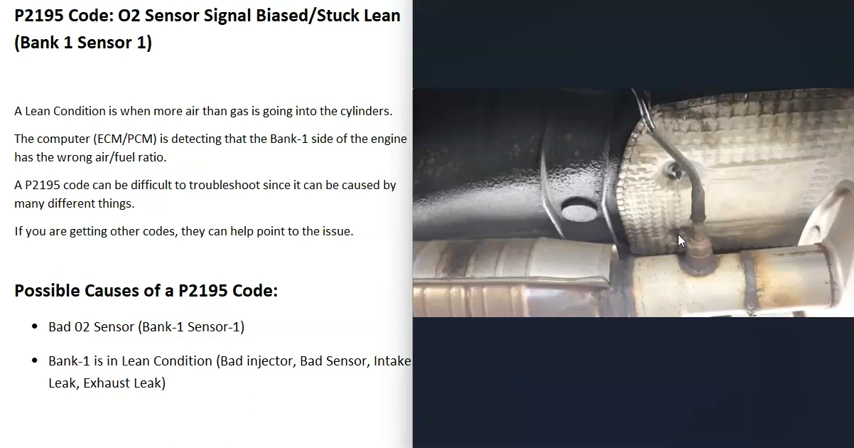 P2195 Code: O2 Sensor Signal Biased/Stuck Lean
(Bank 1 Sensor 1)
A Lean Condition is when more air than gas is going into the cylinders.
The computer (ECM/PCM) is detecting that the Bank-1 side of the engine
has the wrong air/fuel ratio.
A P2195 code can be difficult to troubleshoot since it can be caused by
many different things.
If you are getting other codes, they can help point to the issue.
Possible Causes of a P2195 Code:
• Bad 02 Sensor (Bank-1 Sensor-1)
• Bank-1 is in Lean Condition (Bad injector, Bad Sensor, Intake
Leak, Exhaust Leak)